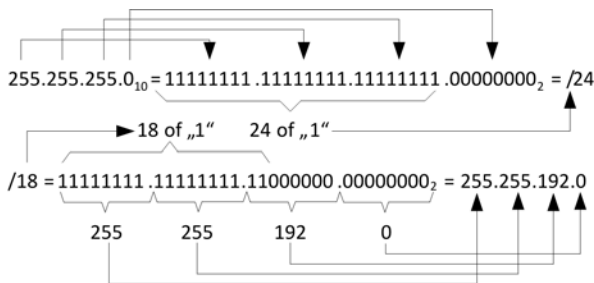 255.255.255.0₁₀=11111111 .11111111.11111111 .00000000₂ = /24
18 of „1“ 24 of „1“
/18 = 11111111 .11111111.11000000 .00000000₂ = 255.255.192.0
255 255 192 0